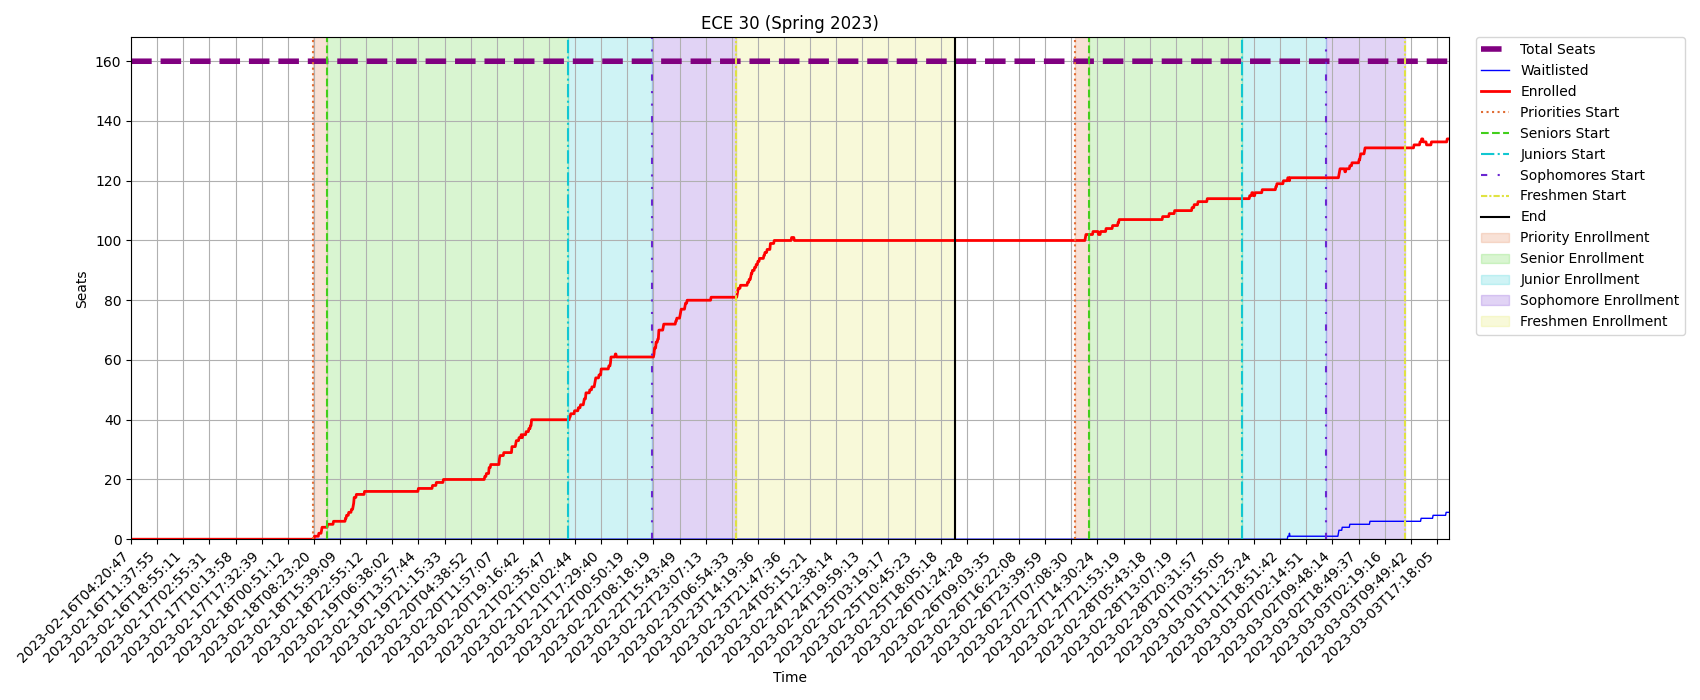 ECE 30 (Spring 2023)
Seats
160
140
120
100
80
60
40
20
0
2023-02-16T04:20:47
2023-02-16T11:37:55
2023-02-16T18:55:11
2023-02-17T02:55:31
2023-02-17T10:13:58
2023-02-17T17:32:39
2023-02-18T00:51:12
2023-02-18T08:23:20
2023-02-18T15:39:09
2023-02-18T22:55:12
2023-02-19T06:38:02
2023-02-19T13:57:44
2023-02-19T21:15:33
2023-02-20T04:38:52
2023-02-20T11:57:07
2023-02-20T19:16:42
2023-02-21T02:35:47
2023-02-21T10:02:44
2023-02-21T17:29:40
2023-02-22T00:50:19
2023-02-22T08:18:19
2023-02-22T15:43:49
2023-02-22T23:07:13
2023-02-23T06:54:33
2023-02-23T14:19:36
2023-02-23T21:47:36
2023-02-24T05:15:21
2023-02-24T12:38:14
2023-02-24T19:59:13
2023-02-25T03:19:17
2023-02-25T10:45:23
2023-02-25T18:05:18
2023-02-26T01:24:28
2023-02-26T09:03:35
2023-02-26T16:22:08
2023-02-26T23:39:59
2023-02-27T07:08:30
2023-02-27T14:30:24
2023-02-27T21:53:19
2023-02-28T05:43:18
2023-02-28T13:07:19
2023-02-28T20:31:57
2023-03-01T03:55:05
2023-03-01T11:25:24
2023-03-01T18:51:42
2023-03-02T02:14:51
2023-03-02T09:48:14
2023-03-02T18:49:37
2023-03-03T02:19:16
2023-03-03T09:49:42
2023-03-03T17:18:05
Time
Total Seats
Waitlisted
Enrolled
Priorities Start
Seniors Start
Juniors Start
Sophomores Start
Freshmen Start
End
Priority Enrollment
Senior Enrollment
Junior Enrollment
Sophomore Enrollment
Freshmen Enrollment